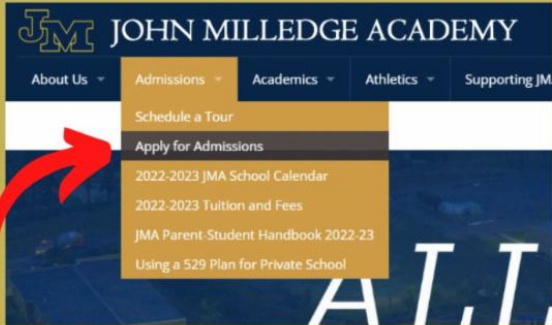 JM JOHN MILLEDGE ACADEMY
About Us Admissions Academics Athletics Supporting JMA
Schedule a Tour
Apply for Admissions
2022-2023 JMA School Calendar
2022-2023 Tuition and Fees
JMA Parent-Student Handbook 2022-23
Using a 529 Plan for Private School